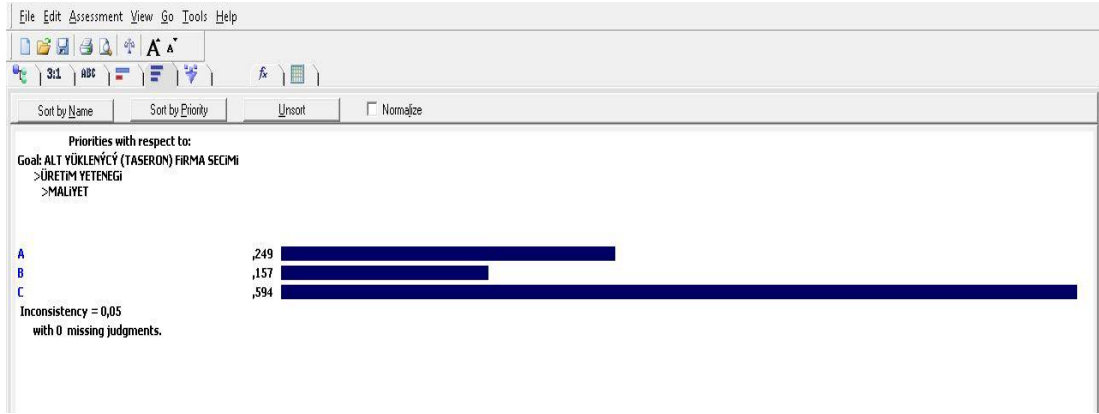 File Edit Assessment View Go Tools Help
A A
3:1 ABC fx
Sort by Name Sort by Priority Unsort Normalize
Priorities with respect to:
Goal: ALT YÜKLENÝCÝ (TASERON) FiRMA SECiMi
>ÜRETiM YETENEGi
>MALiYET
A ,249
B ,157
C ,594
Inconsistency = 0,05
with 0 missing judgments.